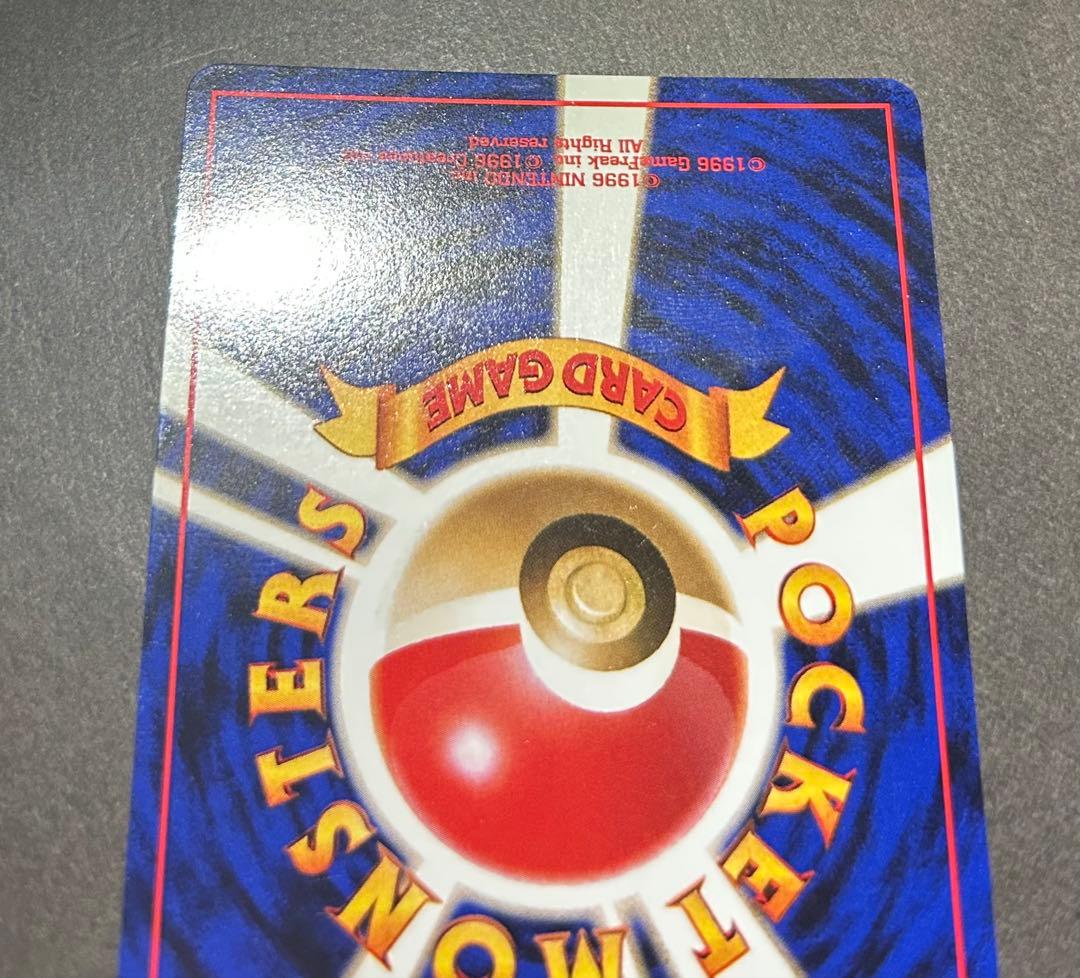 POCKET MONSTERS
CARD GAME
©1996 NINTENDO inc.
©1996 GameFreak inc. ©1996 Creatures inc.
All Rights reserved